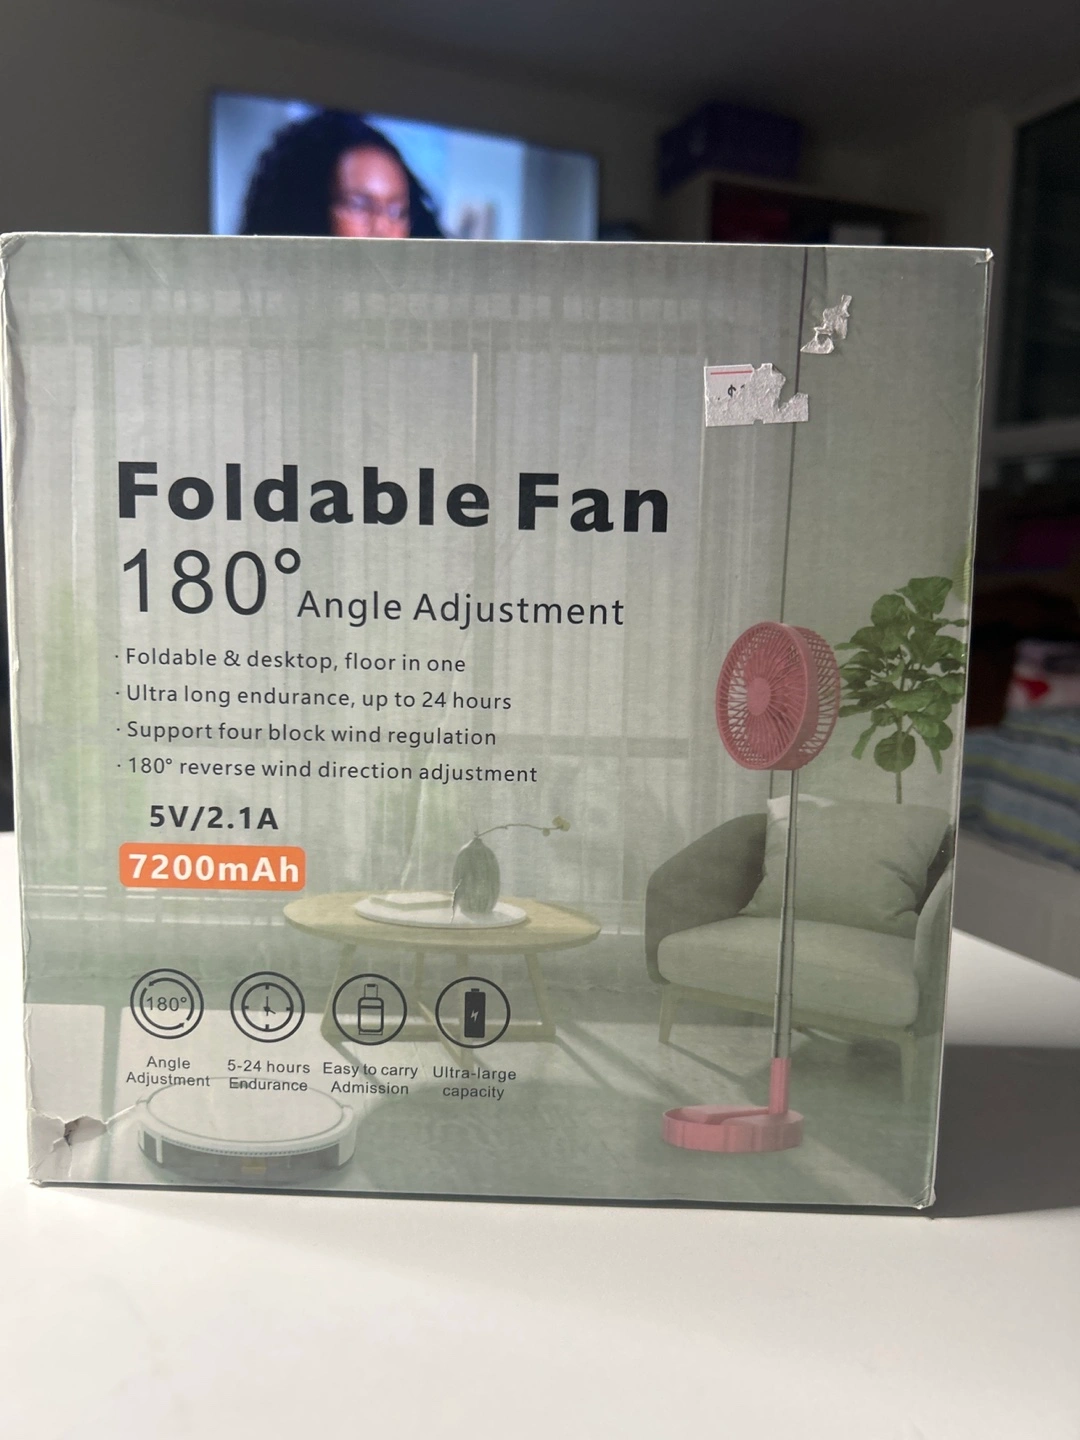 Foldable Fan
180° Angle Adjustment
· Foldable & desktop, floor in one
· Ultra long endurance, up to 24 hours
· Support four block wind regulation
· 180° reverse wind direction adjustment
5V/2.1A
7200mAh
180°
Angle Adjustment
5-24 hours Endurance
Easy to carry Admission
Ultra-large capacity